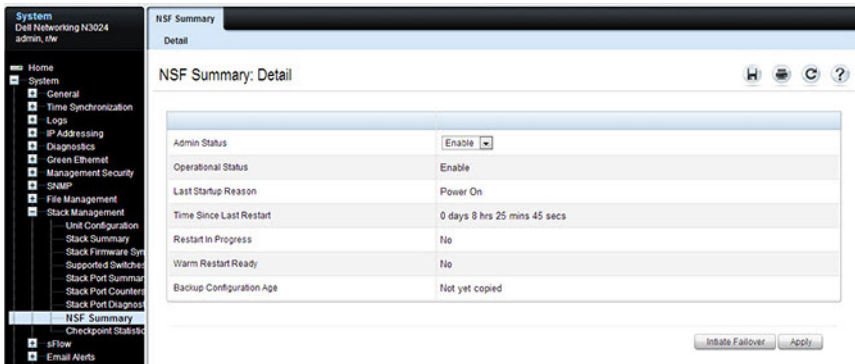 System
Dell Networking N3024
admin, r/w
Home
System
General
Time Synchronization
Logs
IP Addressing
Diagnostics
Green Ethernet
Management Security
SNMP
File Management
Stack Management
Unit Configuration
Stack Summary
Stack Firmware Syn
Supported Switches
Stack Port Summar
Stack Port Counters
Stack Port Diagnost
NSF Summary
Checkpoint Statistic
sFlow
Email Alerts
NSF Summary
Detail
NSF Summary: Detail
?
Admin Status Enable
Operational Status Enable
Last Startup Reason Power On
Time Since Last Restart 0 days 8 hrs 25 mins 45 secs
Restart In Progress No
Warm Restart Ready No
Backup Configuration Age Not yet copied
Initiate Failover Apply